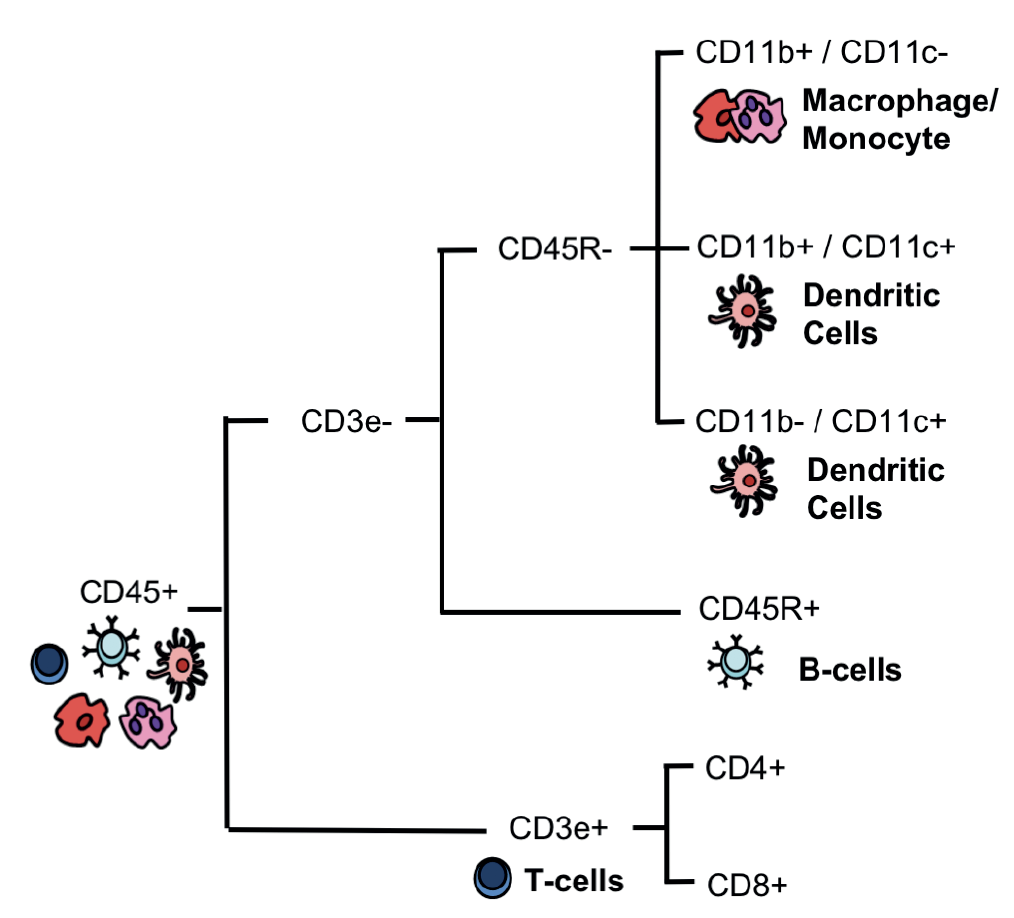 CD11b+ / CD11c-
Macrophage/
Monocyte
CD45R-
CD11b+ / CD11c+
Dendritic
Cells
CD3e-
CD11b- / CD11c+
Dendritic
Cells
CD45+
CD45R+
B-cells
CD4+
CD3e+
T-cells
CD8+